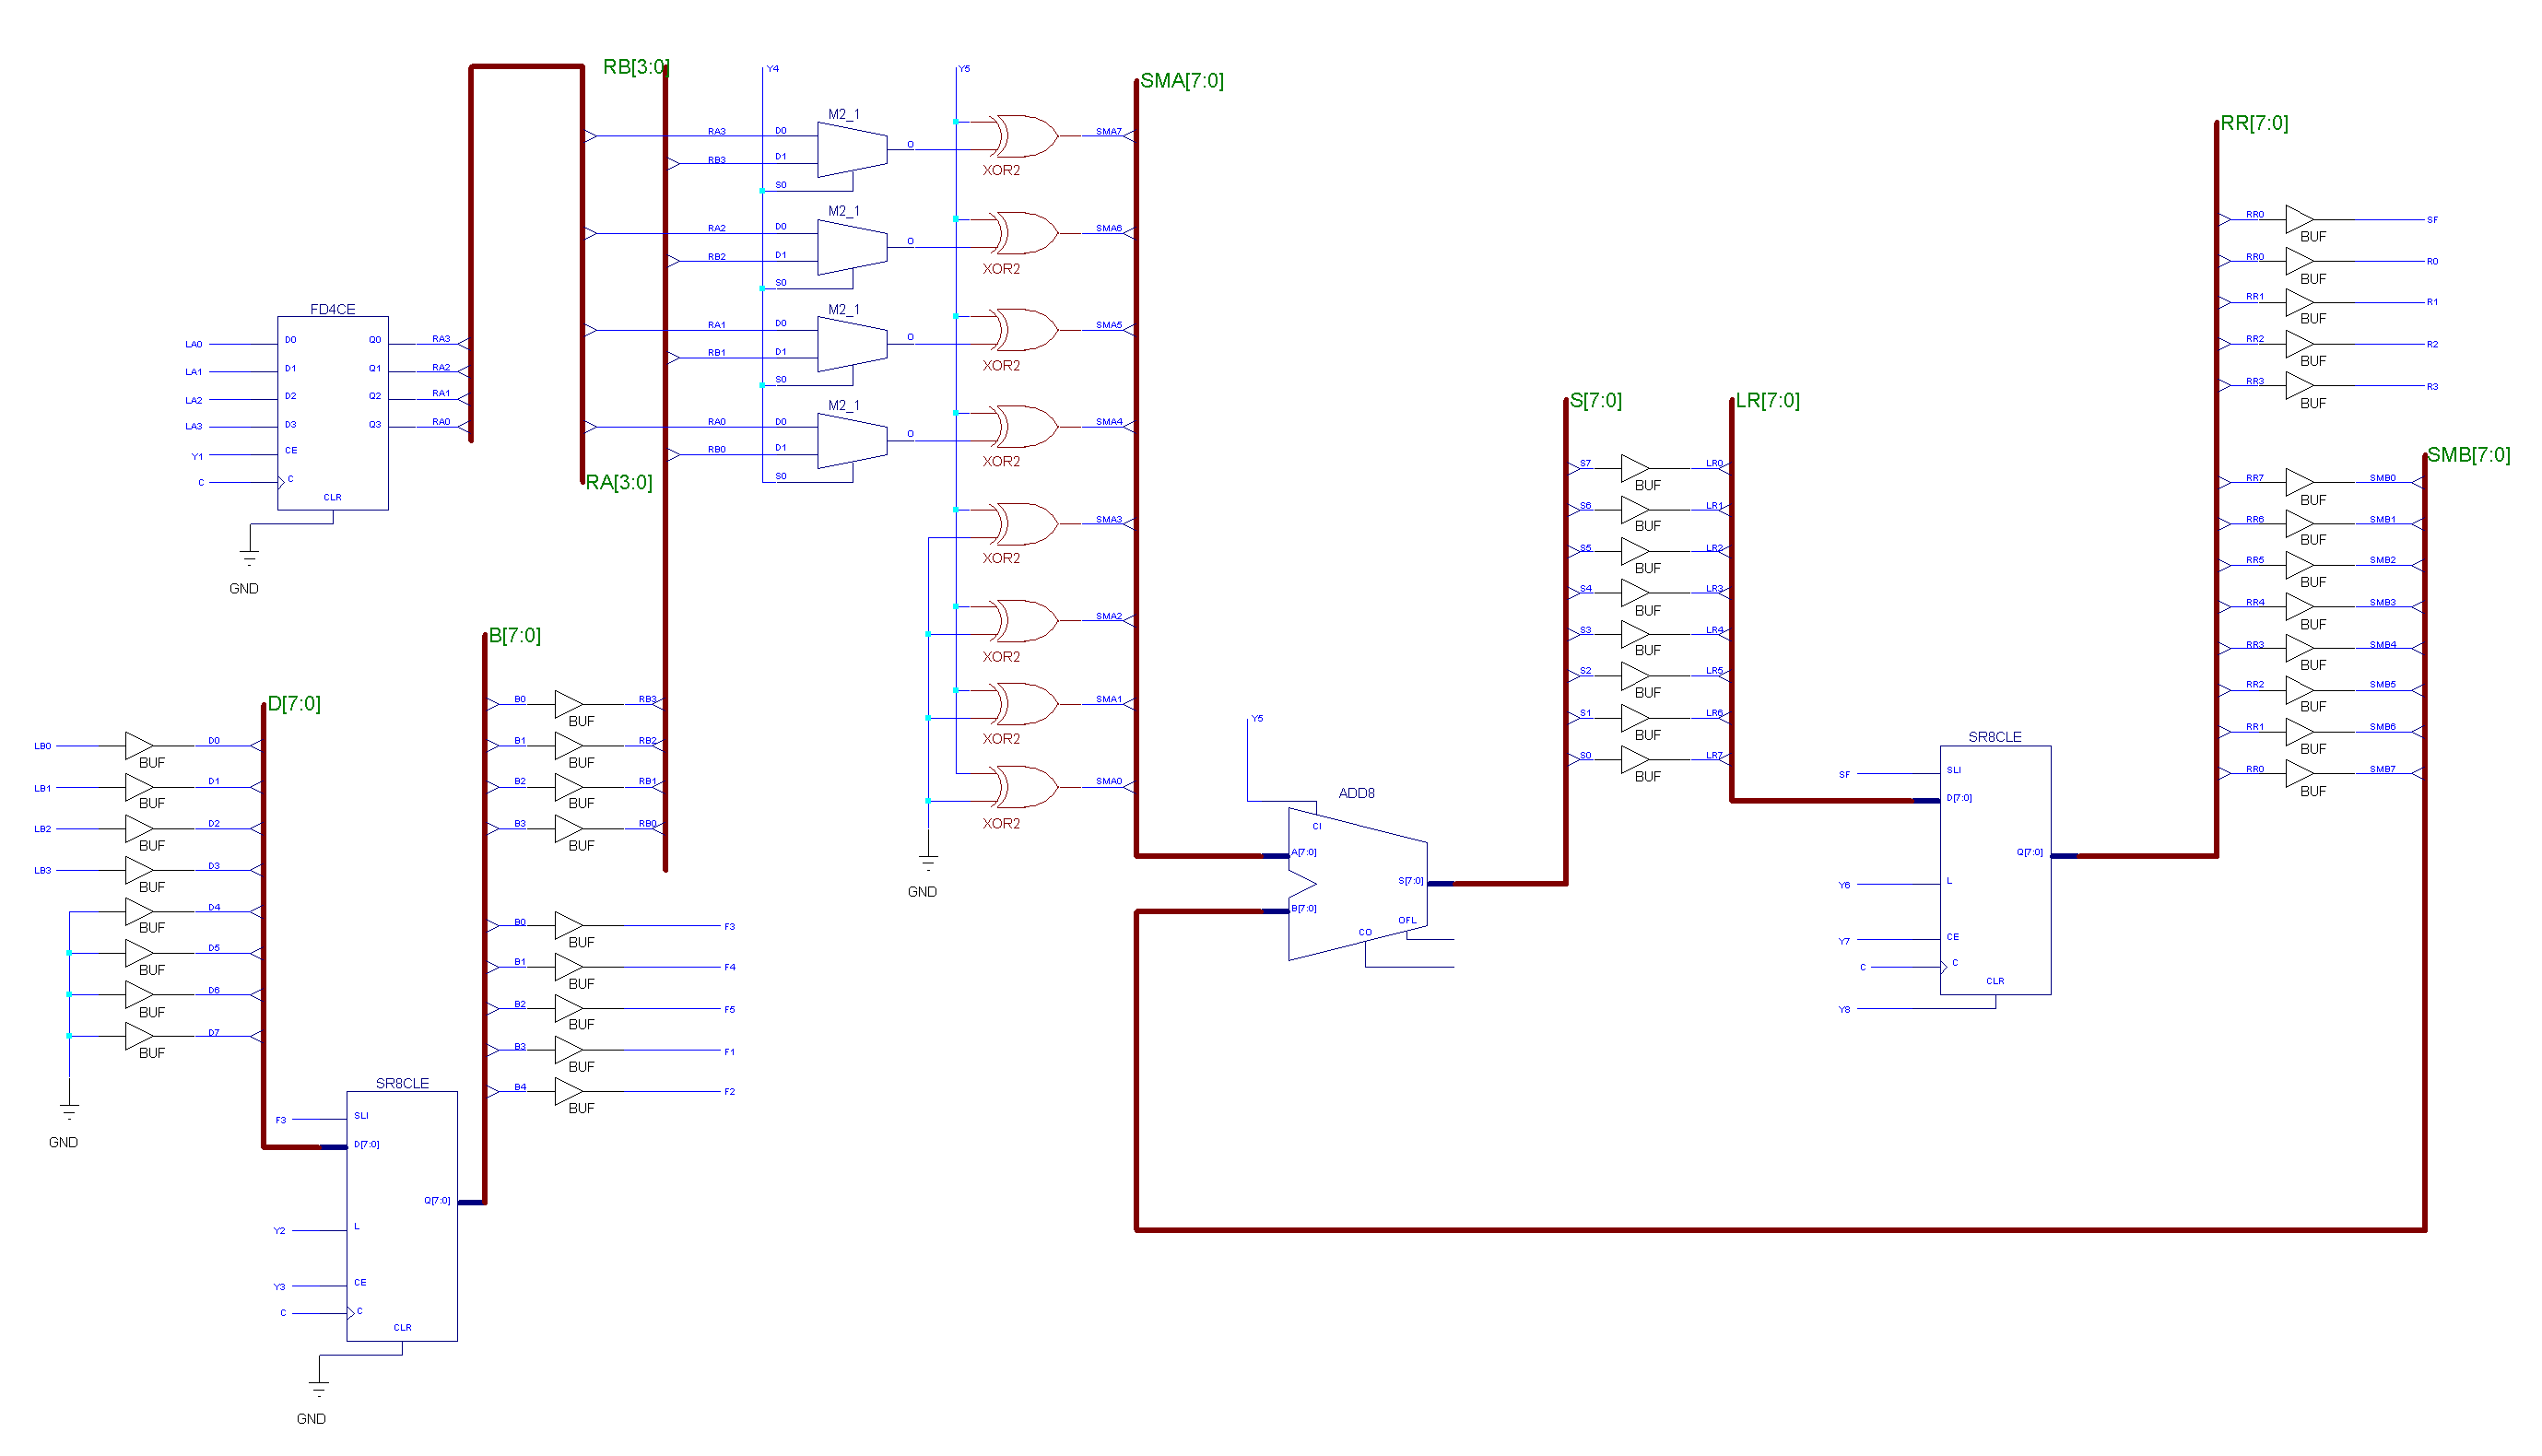 RB[3:0]
Y4
Y5
SMA[7:0]
RR[7:0]
M2_1
RA3
D0
RB3
D1
S0
O
XOR2
SMA7
M2_1
RA2
D0
RB2
D1
S0
O
XOR2
SMA6
M2_1
RA1
D0
RB1
D1
S0
O
XOR2
SMA5
M2_1
RA0
D0
RB0
D1
S0
O
XOR2
SMA4
XOR2
SMA3
XOR2
SMA2
XOR2
SMA1
XOR2
SMA0
GND
RA[3:0]
FD4CE
LA0
D0
Q0
RA3
LA1
D1
Q1
RA2
LA2
D2
Q2
RA1
LA3
D3
Q3
RA0
Y1
CE
C
C
CLR
GND
D[7:0]
LB0
BUF
D0
LB1
BUF
D1
LB2
BUF
D2
LB3
BUF
D3
BUF
D4
BUF
D5
BUF
D6
BUF
D7
GND
SR8CLE
F3
SLI
D[7:0]
Q[7:0]
Y2
L
Y3
CE
C
C
CLR
GND
B[7:0]
B0
BUF
RB3
B1
BUF
RB2
B2
BUF
RB1
B3
BUF
RB0
B0
BUF
F3
B1
BUF
F4
B2
BUF
F5
B3
BUF
F1
B4
BUF
F2
Y5
ADD8
CI
A[7:0]
S[7:0]
B[7:0]
OFL
CO
S[7:0]
LR[7:0]
S7
BUF
LR0
S6
BUF
LR1
S5
BUF
LR2
S4
BUF
LR3
S3
BUF
LR4
S2
BUF
LR5
S1
BUF
LR6
S0
BUF
LR7
SR8CLE
SF
SLI
D[7:0]
Q[7:0]
Y6
L
Y7
CE
C
C
CLR
Y8
RR0
BUF
SF
RR0
BUF
R0
RR1
BUF
R1
RR2
BUF
R2
RR3
BUF
R3
SMB[7:0]
RR7
BUF
SMB0
RR6
BUF
SMB1
RR5
BUF
SMB2
RR4
BUF
SMB3
RR3
BUF
SMB4
RR2
BUF
SMB5
RR1
BUF
SMB6
RR0
BUF
SMB7